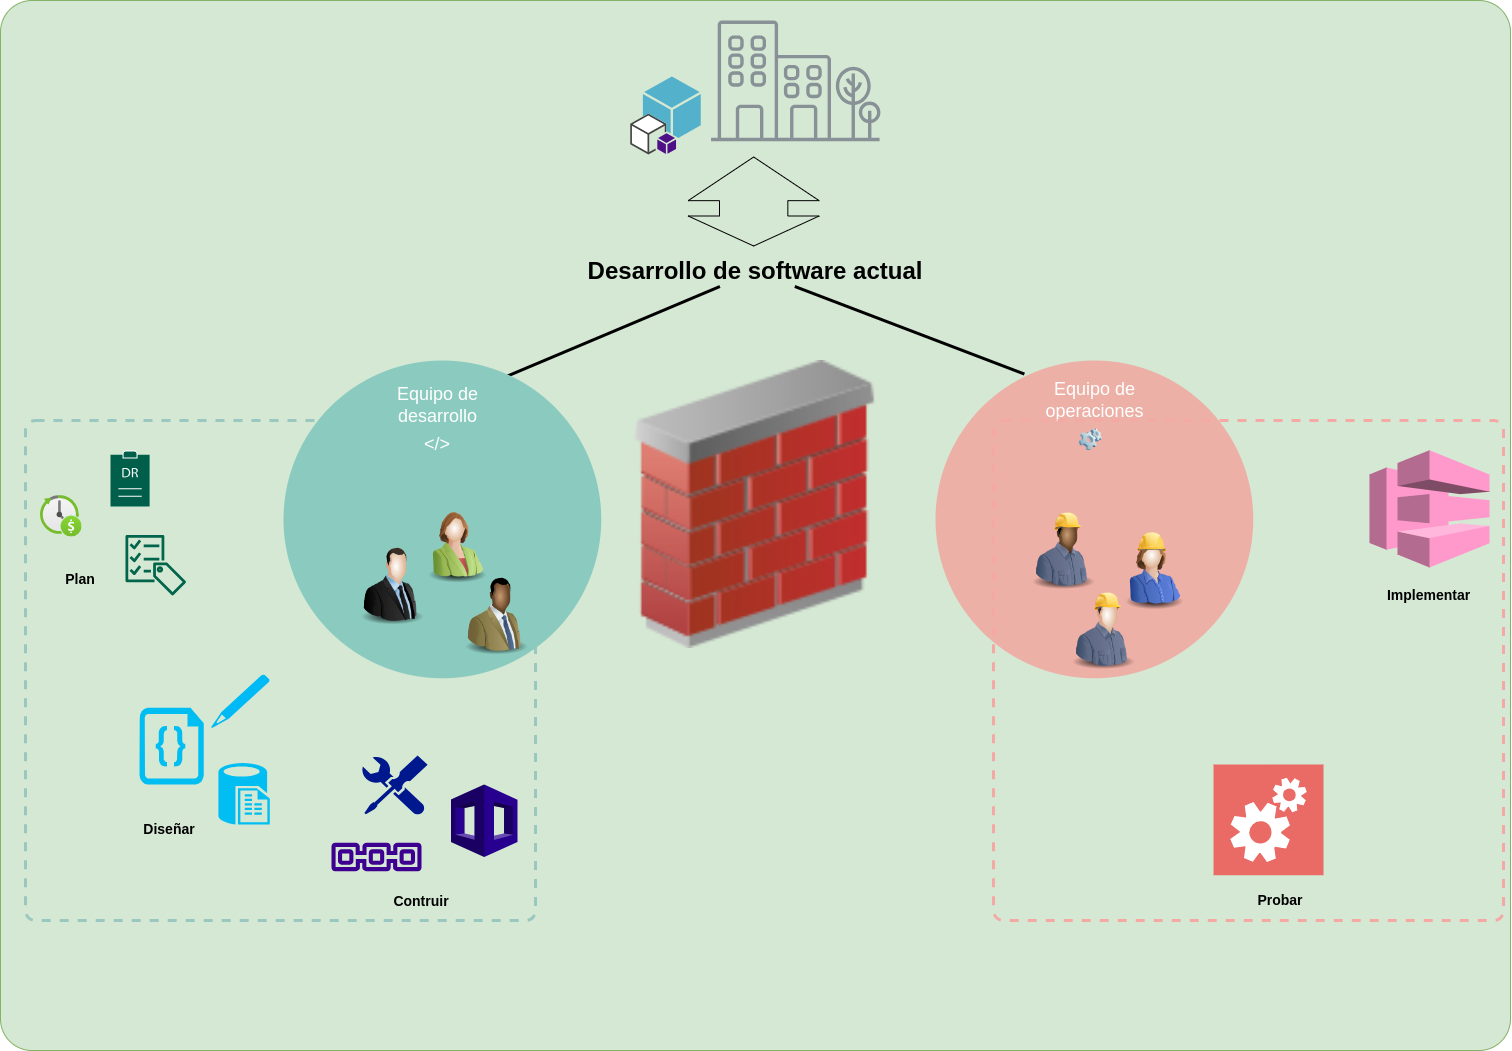 Desarrollo de software actual
Equipo de
desarrollo
</>
Equipo de
operaciones
DR
$
Plan
Implementar
{}
Diseñar
Contruir
Probar